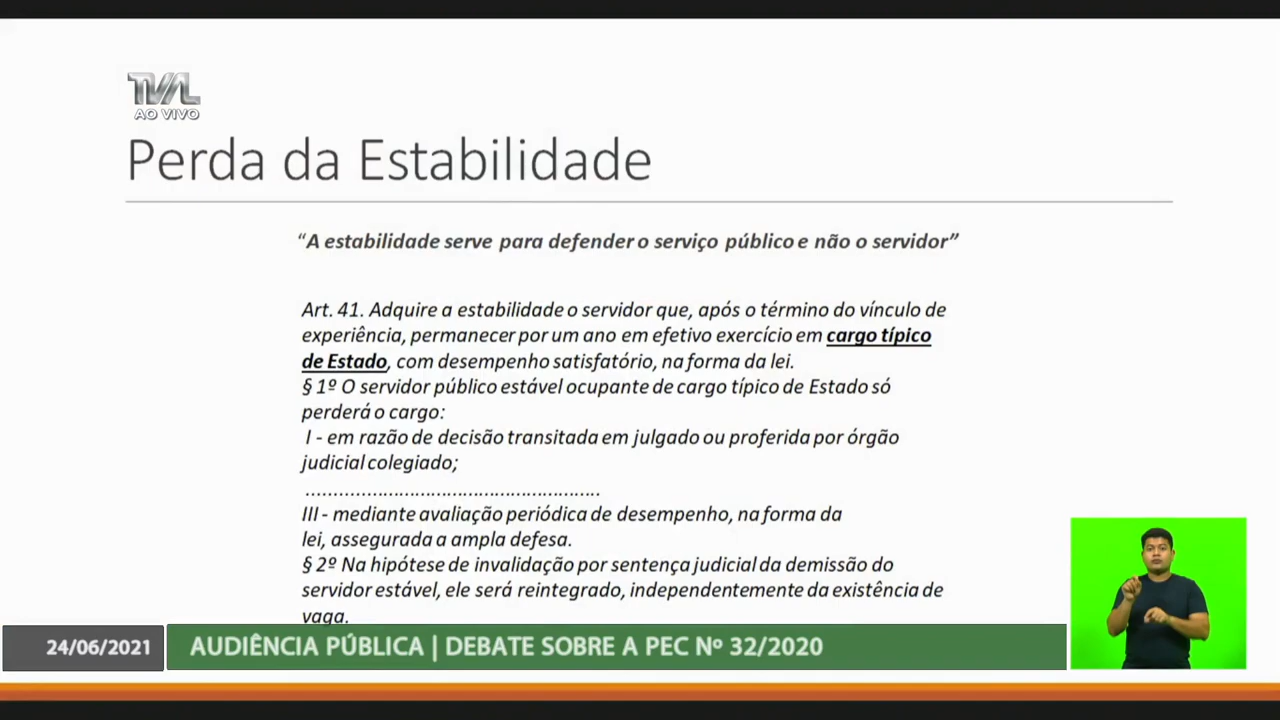 TVAL
AO VIVO
Perda da Estabilidade
“A estabilidade serve para defender o serviço público e não o servidor”
Art. 41. Adquire a estabilidade o servidor que, após o término do vínculo de
experiência, permanecer por um ano em efetivo exercício em cargo típico
de Estado, com desempenho satisfatório, na forma da lei.
§ 1º O servidor público estável ocupante de cargo típico de Estado só
perderá o cargo:
I - em razão de decisão transitada em julgado ou proferida por órgão
judicial colegiado;
......................................................
III - mediante avaliação periódica de desempenho, na forma da
lei, assegurada a ampla defesa.
§ 2º Na hipótese de invalidação por sentença judicial da demissão do
servidor estável, ele será reintegrado, independentemente da existência de
vaga.
24/06/2021
AUDIÊNCIA PÚBLICA | DEBATE SOBRE A PEC Nº 32/2020